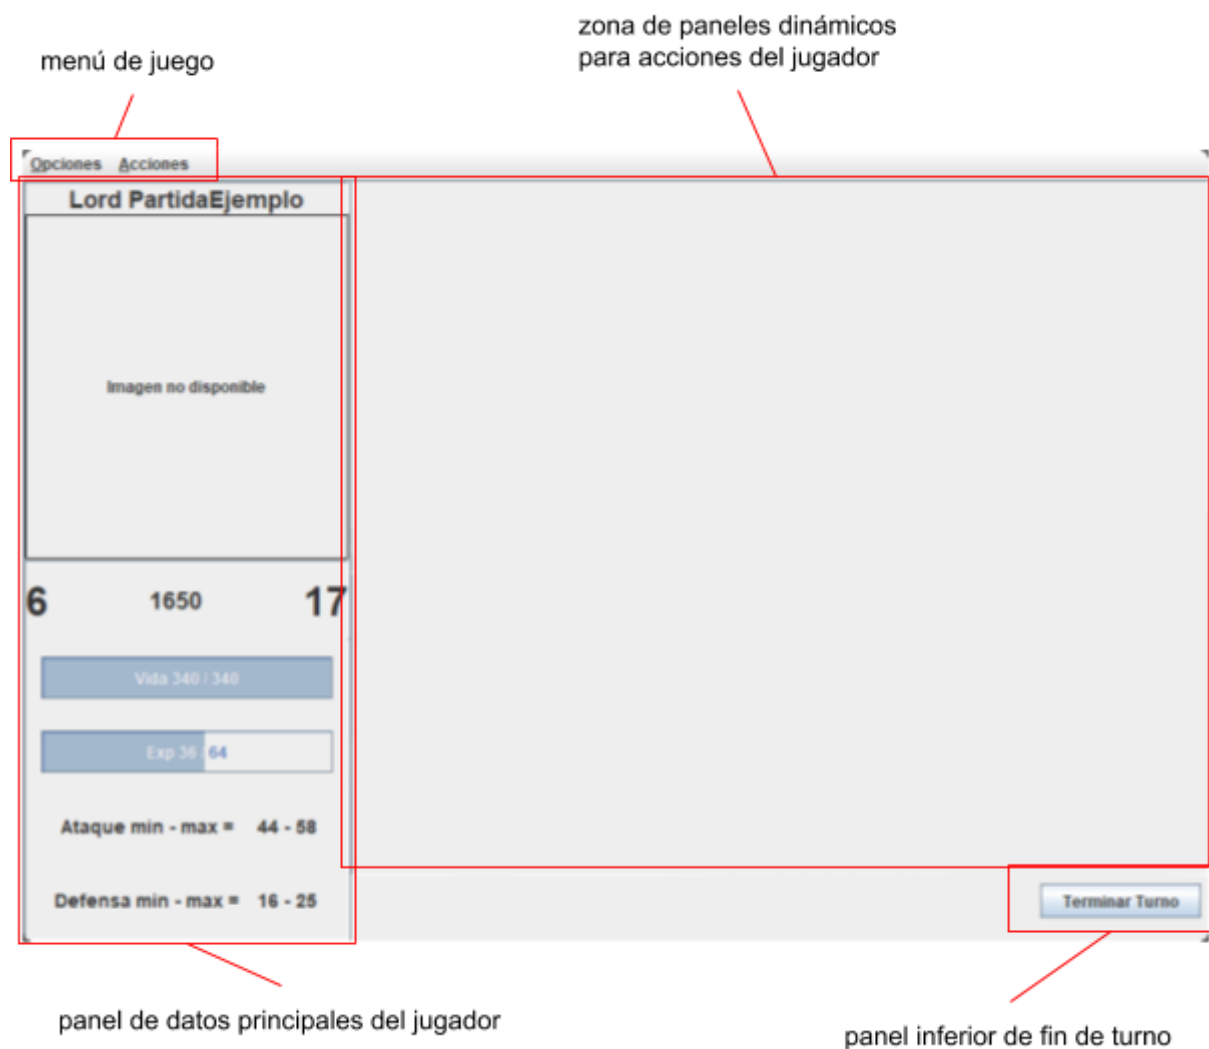 zona de paneles dinámicos
para acciones del jugador
menú de juego
Opciones Acciones
Lord PartidaEjemplo
Imagen no disponible
6 1650 17
Vida 340 / 340
Exp 36 / 64
Ataque min - max = 44 - 58
Defensa min - max = 16 - 25
Terminar Turno
panel de datos principales del jugador
panel inferior de fin de turno